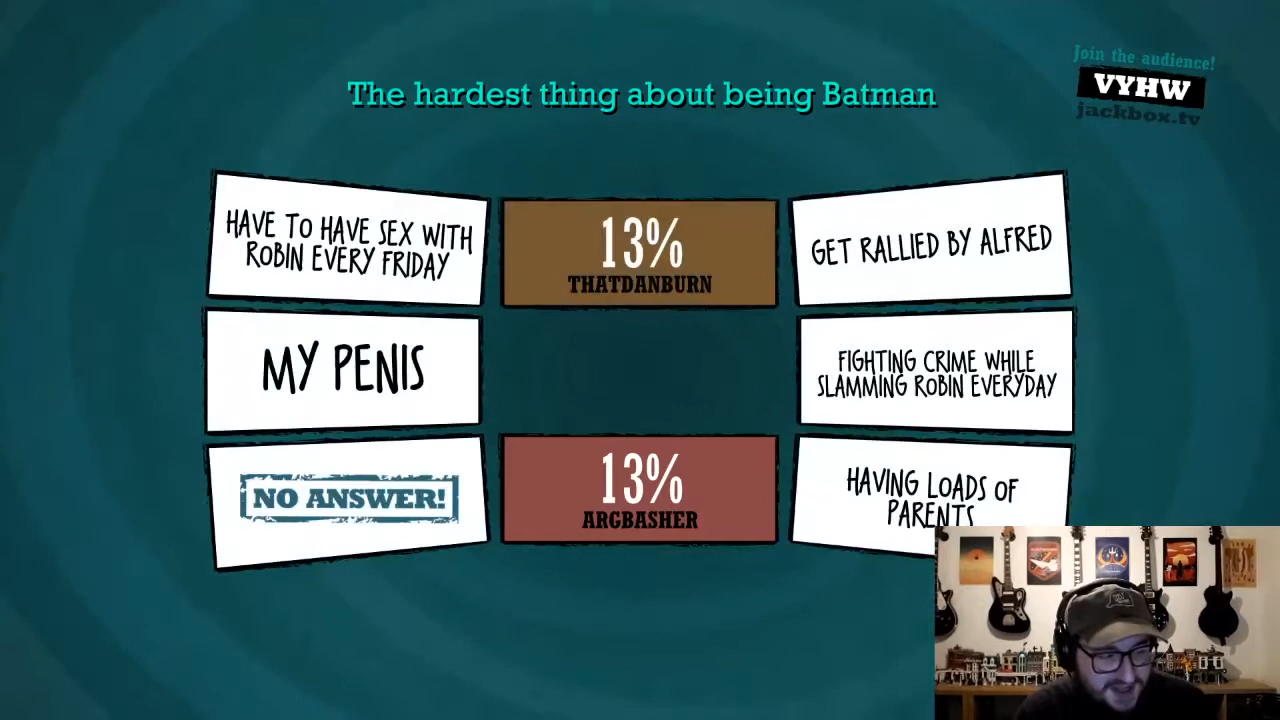 Join the audience!
VYHW
jackbox.tv
The hardest thing about being Batman
HAVE TO HAVE SEX WITH
ROBIN EVERY FRIDAY
13%
THATDANBURN
GET RALLIED BY ALFRED
MY PENIS
FIGHTING CRIME WHILE
SLAMMING ROBIN EVERYDAY
NO ANSWER!
13%
ARGBASHER
HAVING LOADS OF
PARENTS